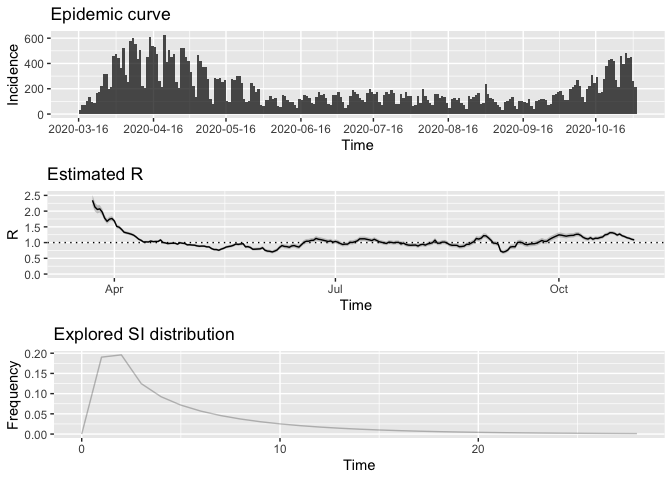 Epidemic curve
600
400
200
0
Incidence
2020-03-16 2020-04-16 2020-05-16 2020-06-16 2020-07-16 2020-08-16 2020-09-16 2020-10-16
Time
Estimated R
2.5
2.0
1.5
1.0
0.5
0.0
R
Apr Jul Oct
Time
Explored SI distribution
0.20
0.15
0.10
0.05
0.00
Frequency
0 10 20
Time